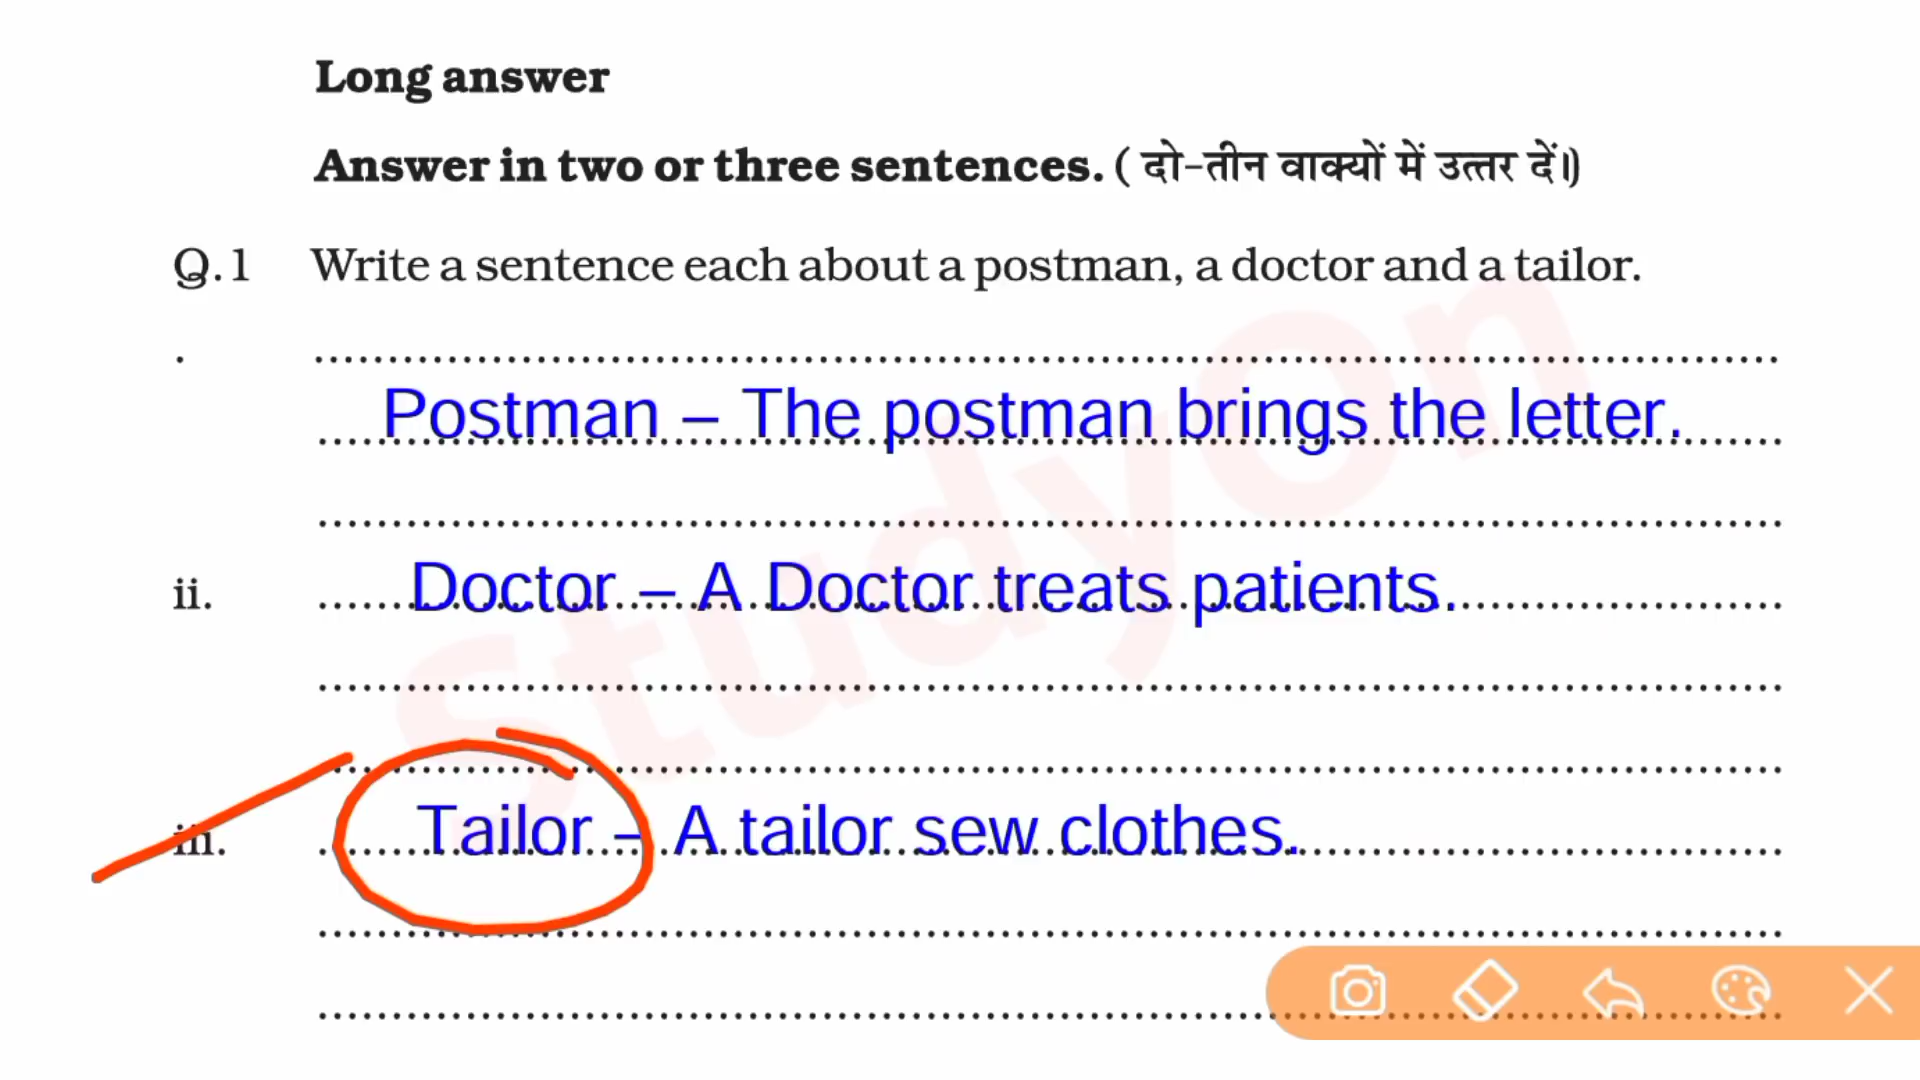 Long answer
Answer in two or three sentences. ( दो-तीन वाक्यों में उत्तर दें।)
Q.1 Write a sentence each about a postman, a doctor and a tailor.
. ....................
Postman – The postman brings the letter.
ii. Doctor – A Doctor treats patients.
iii. Tailor – A tailor sew clothes.
studyon